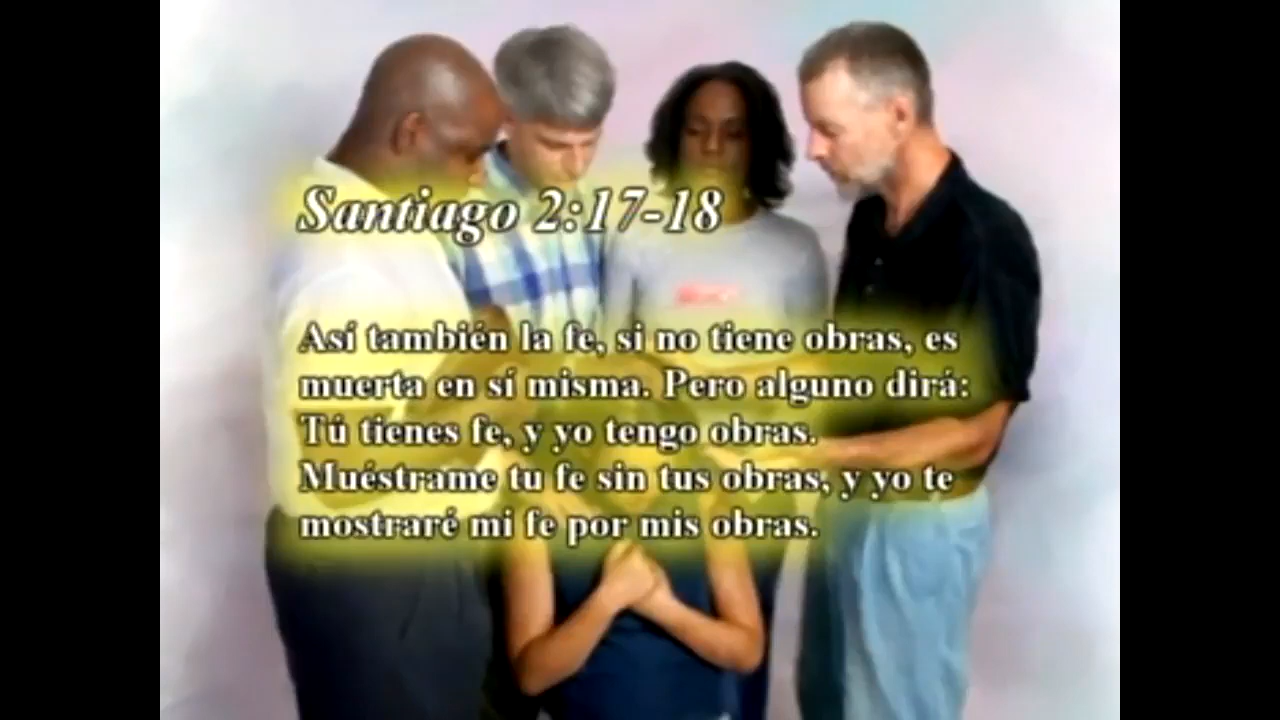 Santiago 2:17-18
Así también la fe, si no tiene obras, es
muerta en sí misma. Pero alguno dirá:
Tú tienes fe, y yo tengo obras.
Muéstrame tu fe sin tus obras, y yo te
mostraré mi fe por mis obras.